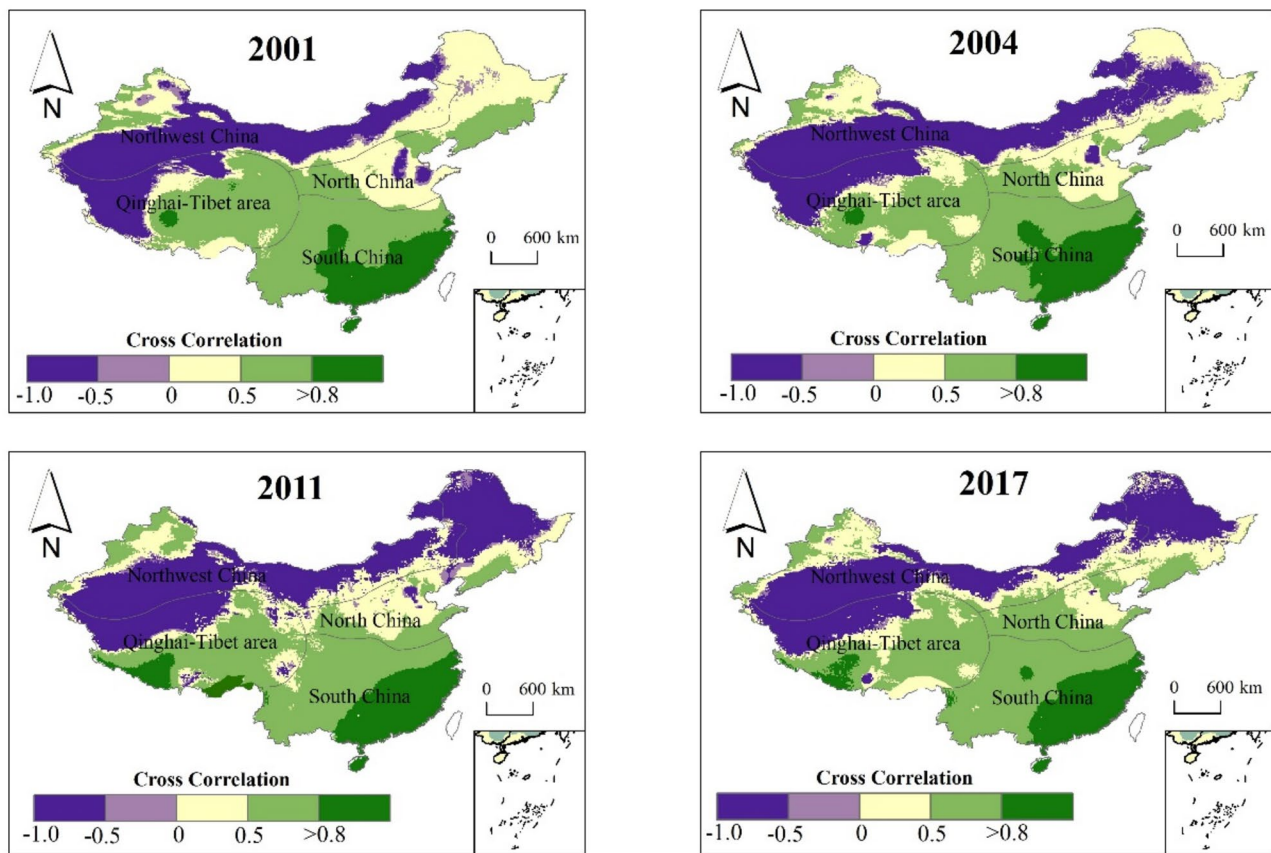 2001
N
Northwest China
North China
Qinghai-Tibet area
South China
0 600 km
Cross Correlation
-1.0 -0.5 0 0.5 >0.8
2004
N
Northwest China
North China
Qinghai-Tibet area
South China
0 600 km
Cross Correlation
-1.0 -0.5 0 0.5 >0.8
2011
N
Northwest China
North China
Qinghai-Tibet area
South China
0 600 km
Cross Correlation
-1.0 -0.5 0 0.5 >0.8
2017
N
Northwest China
North China
Qinghai-Tibet area
South China
0 600 km
Cross Correlation
-1.0 -0.5 0 0.5 >0.8